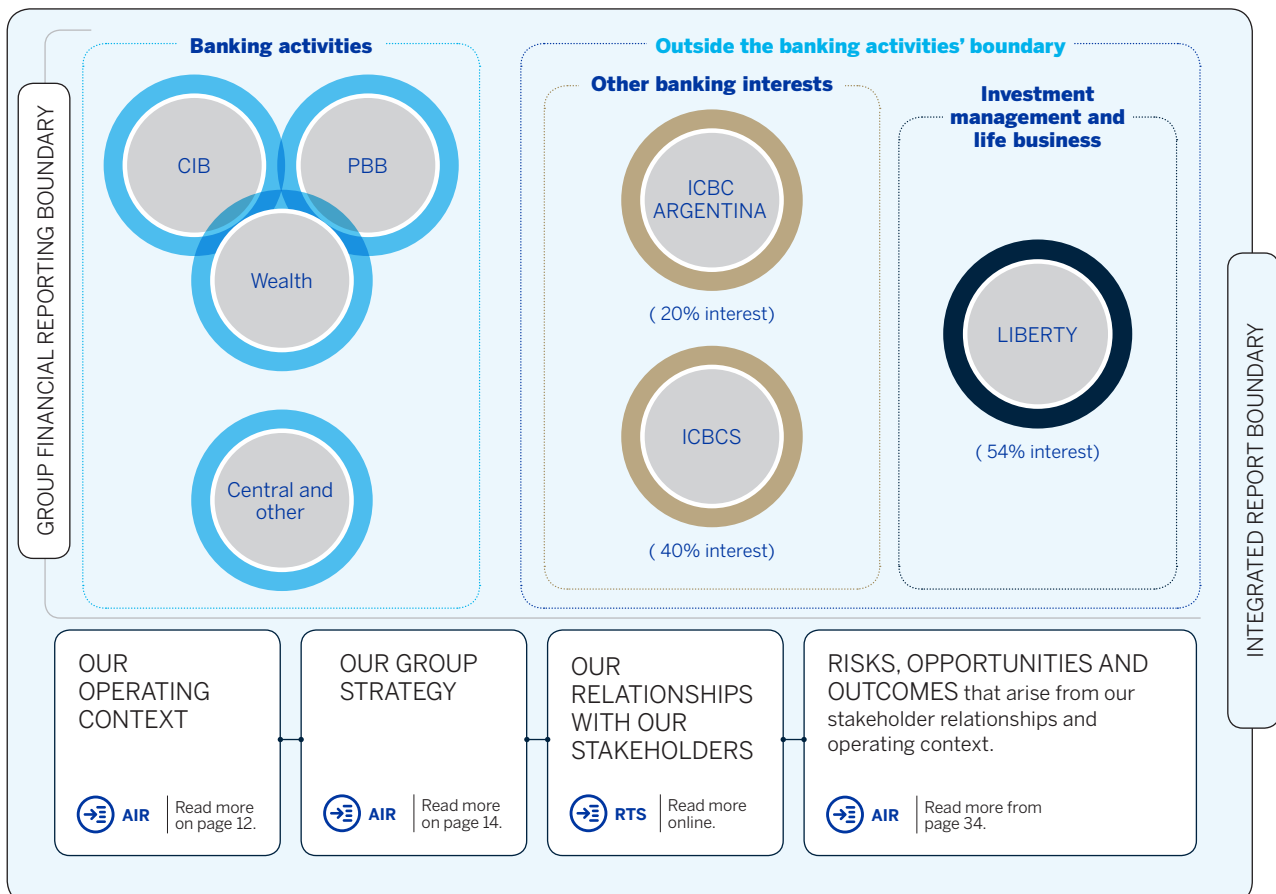 GROUP FINANCIAL REPORTING BOUNDARY
Banking activities
CIB
PBB
Wealth
Central and
other
Outside the banking activities’ boundary
Other banking interests
ICBC
ARGENTINA
( 20% interest)
ICBCS
( 40% interest)
Investment
management and
life business
LIBERTY
( 54% interest)
INTEGRATED REPORT BOUNDARY
OUR
OPERATING
CONTEXT
AIR
Read more
on page 12.
OUR GROUP
STRATEGY
AIR
Read more
on page 14.
OUR
RELATIONSHIPS
WITH OUR
STAKEHOLDERS
RTS
Read more
online.
RISKS, OPPORTUNITIES AND
OUTCOMES that arise from our
stakeholder relationships and
operating context.
AIR
Read more from
page 34.